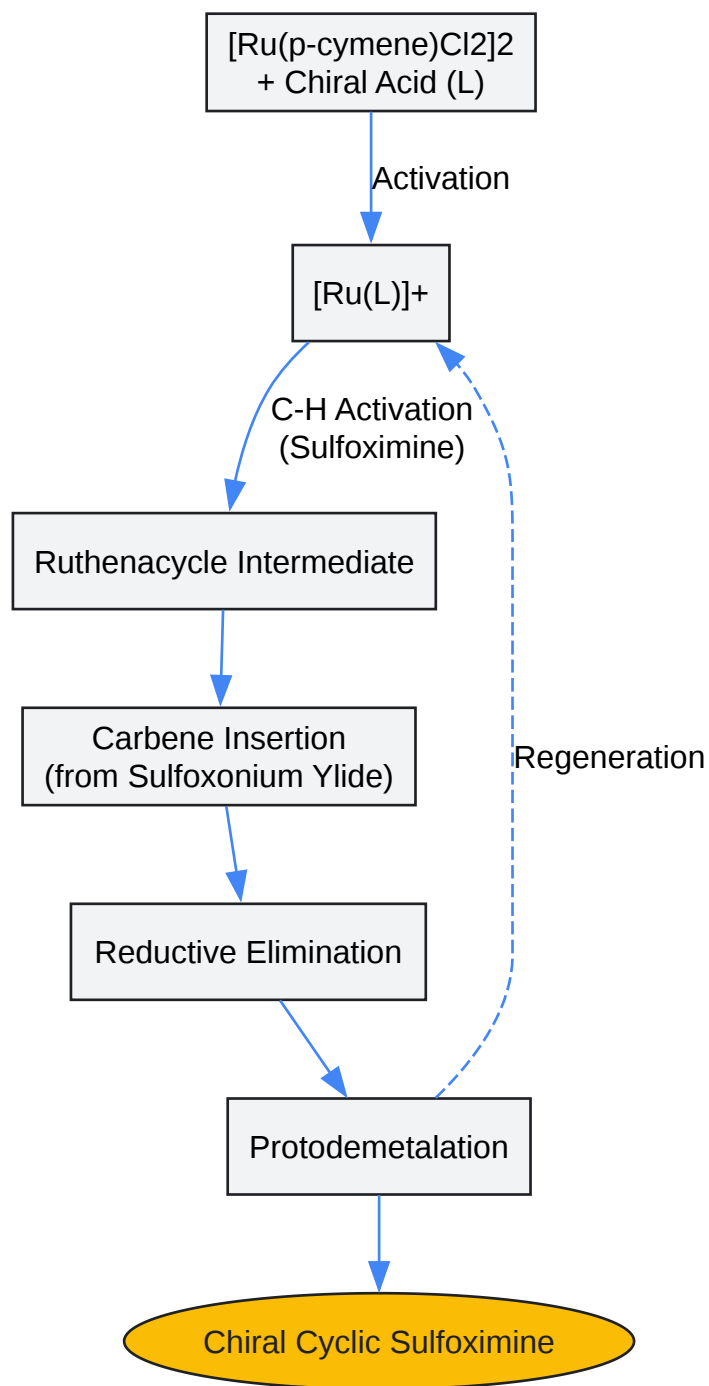 [Ru(p-cymene)Cl2]2
+ Chiral Acid (L)
Activation
[Ru(L)]+
C-H Activation
(Sulfoximine)
Ruthenacycle Intermediate
Carbene Insertion
(from Sulfoxonium Ylide)
Regeneration
Reductive Elimination
Protodemetalation
Chiral Cyclic Sulfoximine